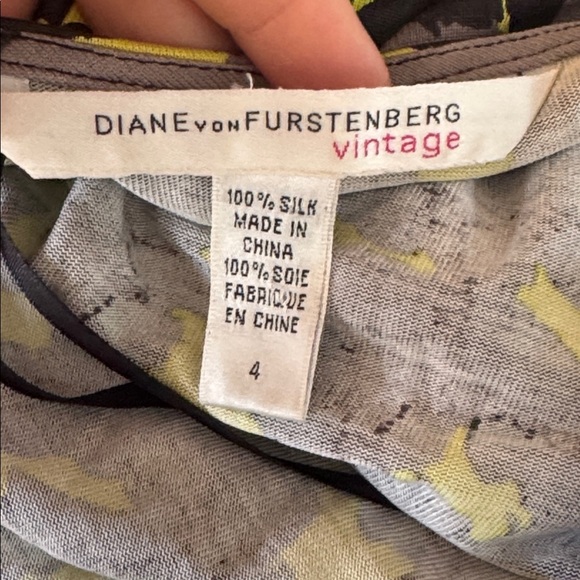 DIANE VON FURSTENBERG
vintage
100% SILK
MADE IN
CHINA
100% SOIE
FABRIQUE
EN CHINE
4